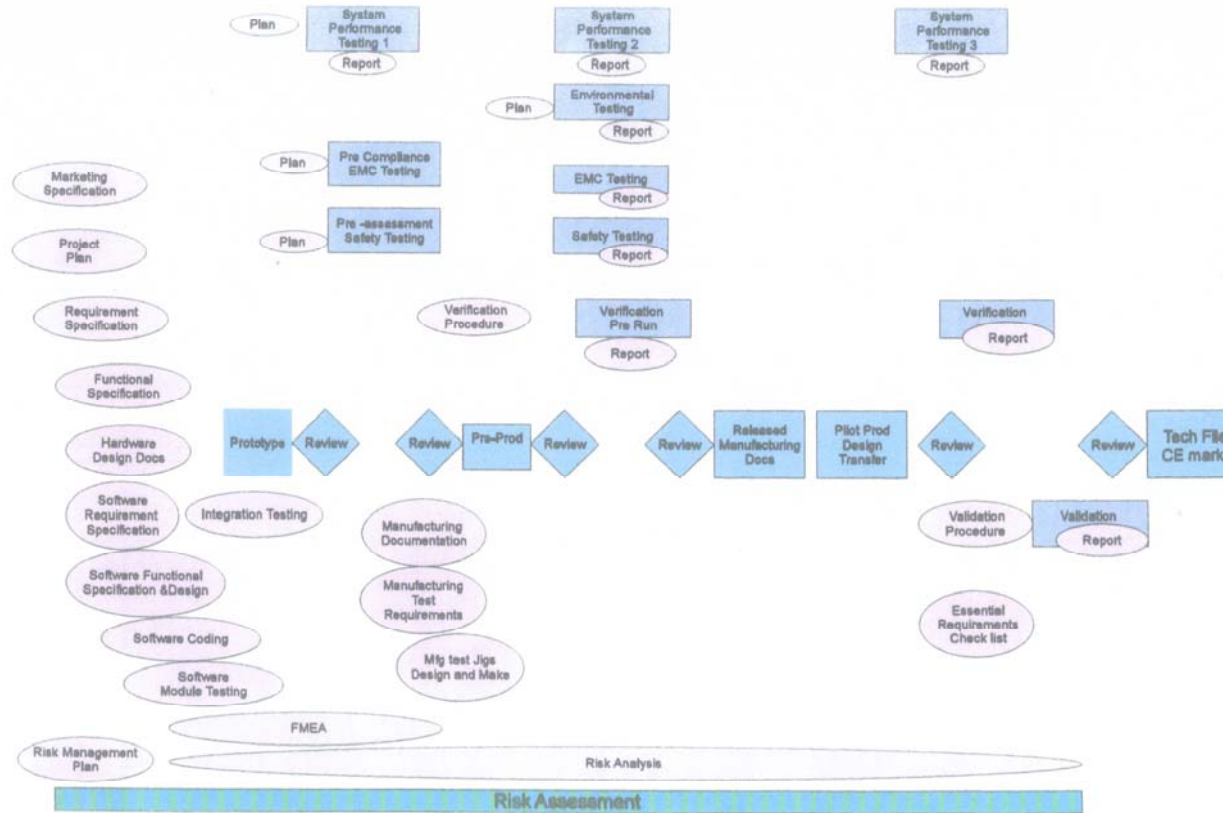 Plan
System
Performance
Testing 1
Report
System
Performance
Testing 2
Report
System
Performance
Testing 3
Report
Plan
Environmental
Testing
Report
Plan
Pre Compliance
EMC Testing
EMC Testing
Report
Plan
Pre -assessment
Safety Testing
Safety Testing
Report
Marketing
Specification
Project
Plan
Requirement
Specification
Verification
Procedure
Verification
Pre Run
Report
Verification
Report
Functional
Specification
Hardware
Design Docs
Prototype
Review
Review
Pre-Prod
Review
Review
Released
Manufacturing
Docs
Pilot Prod
Design
Transfer
Review
Review
Tech File
CE mark
Software
Requirement
Specification
Integration Testing
Manufacturing
Documentation
Validation
Procedure
Validation
Report
Software Functional
Specification &Design
Manufacturing
Test
Requirements
Essential
Requirements
Check list
Software Coding
Mfg test Jigs
Design and Make
Software
Module Testing
FMEA
Risk Management
Plan
Risk Analysis
Risk Assessment